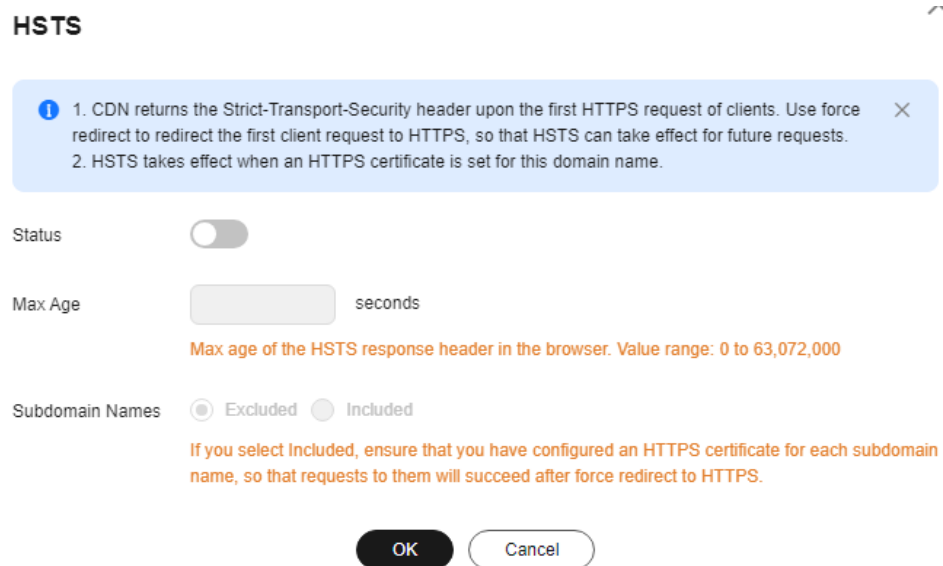 HSTS
1. CDN returns the Strict-Transport-Security header upon the first HTTPS request of clients. Use force
redirect to redirect the first client request to HTTPS, so that HSTS can take effect for future requests.
2. HSTS takes effect when an HTTPS certificate is set for this domain name.
Status
Max Age seconds
Max age of the HSTS response header in the browser. Value range: 0 to 63,072,000
Subdomain Names Excluded Included
If you select Included, ensure that you have configured an HTTPS certificate for each subdomain
name, so that requests to them will succeed after force redirect to HTTPS.
OK Cancel